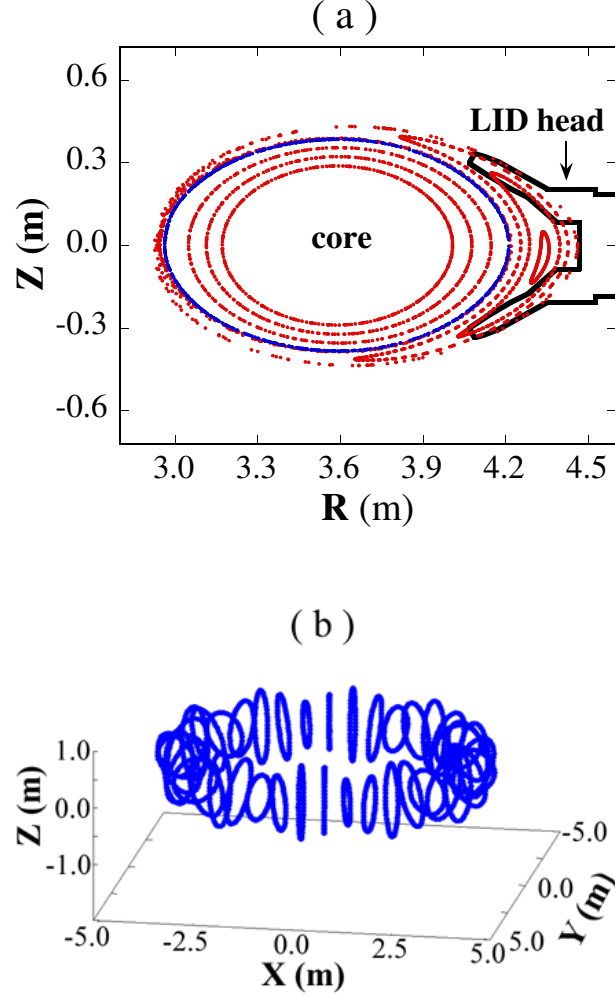 ( a )
0.6
LID head
0.3
core
0.0
Z (m)
-0.3
-0.6
3.0 3.3 3.6 3.9 4.2 4.5
R (m)
( b )
1.0
Z (m)
0.0
-1.0
-5.0
0.0
Y (m)
5.0
-5.0 -2.5 0.0 2.5 5.0
X (m)